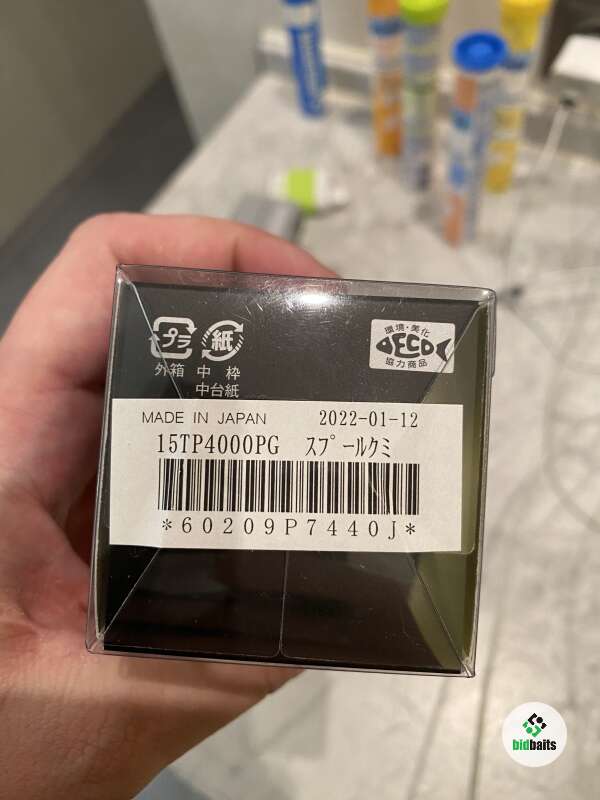 プラ
紙
外箱 中 枠
中台紙
環境・美化
DECO
協力商品
MADE IN JAPAN 2022-01-12
15TP4000PG スプールクミ
*60209P7440J*
bidbaits